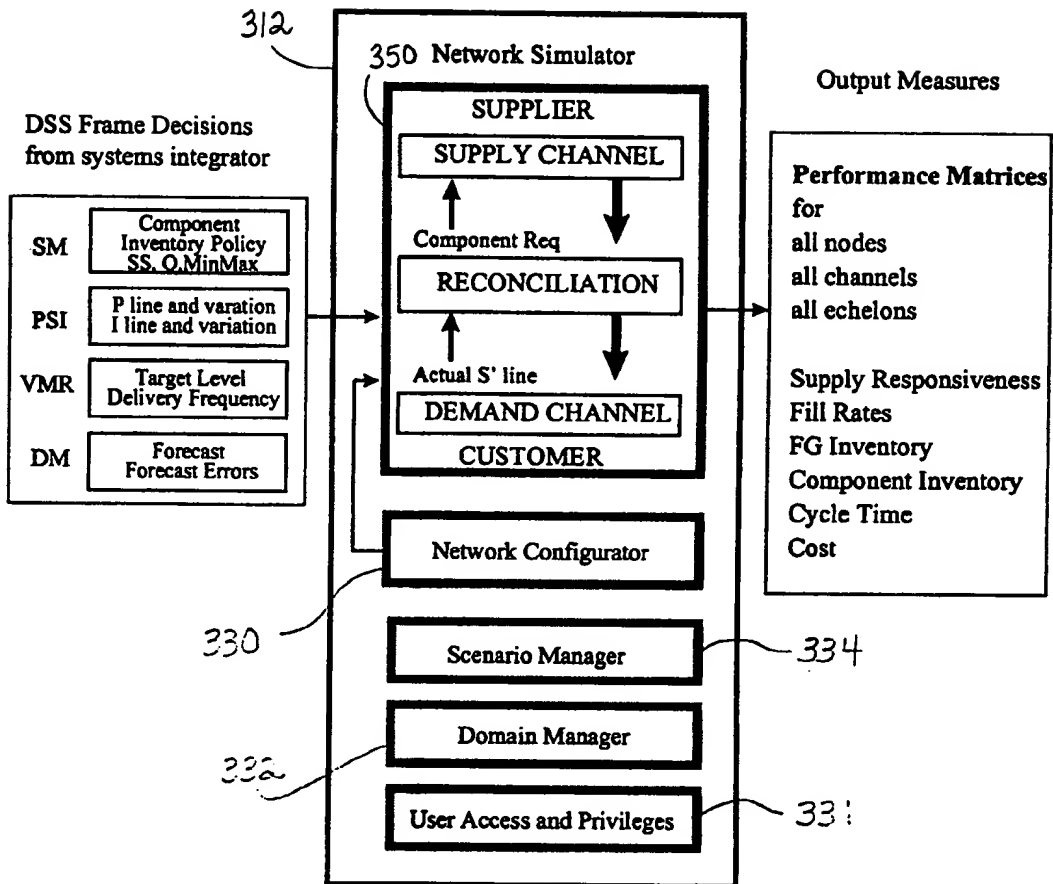 312
350
Network Simulator
Output Measures
DSS Frame Decisions
from systems integrator
SM
Component
Inventory Policy
SS, Q,MinMax
PSI
P line and varation
I line and variation
VMR
Target Level
Delivery Frequency
DM
Forecast
Forecast Errors
SUPPLIER
SUPPLY CHANNEL
Component Req
RECONCILIATION
Actual S' line
DEMAND CHANNEL
CUSTOMER
Performance Matrices
for
all nodes
all channels
all echelons
Supply Responsiveness
Fill Rates
FG Inventory
Component Inventory
Cycle Time
Cost
Network Configurator
330
Scenario Manager
334
Domain Manager
332
User Access and Privileges
331